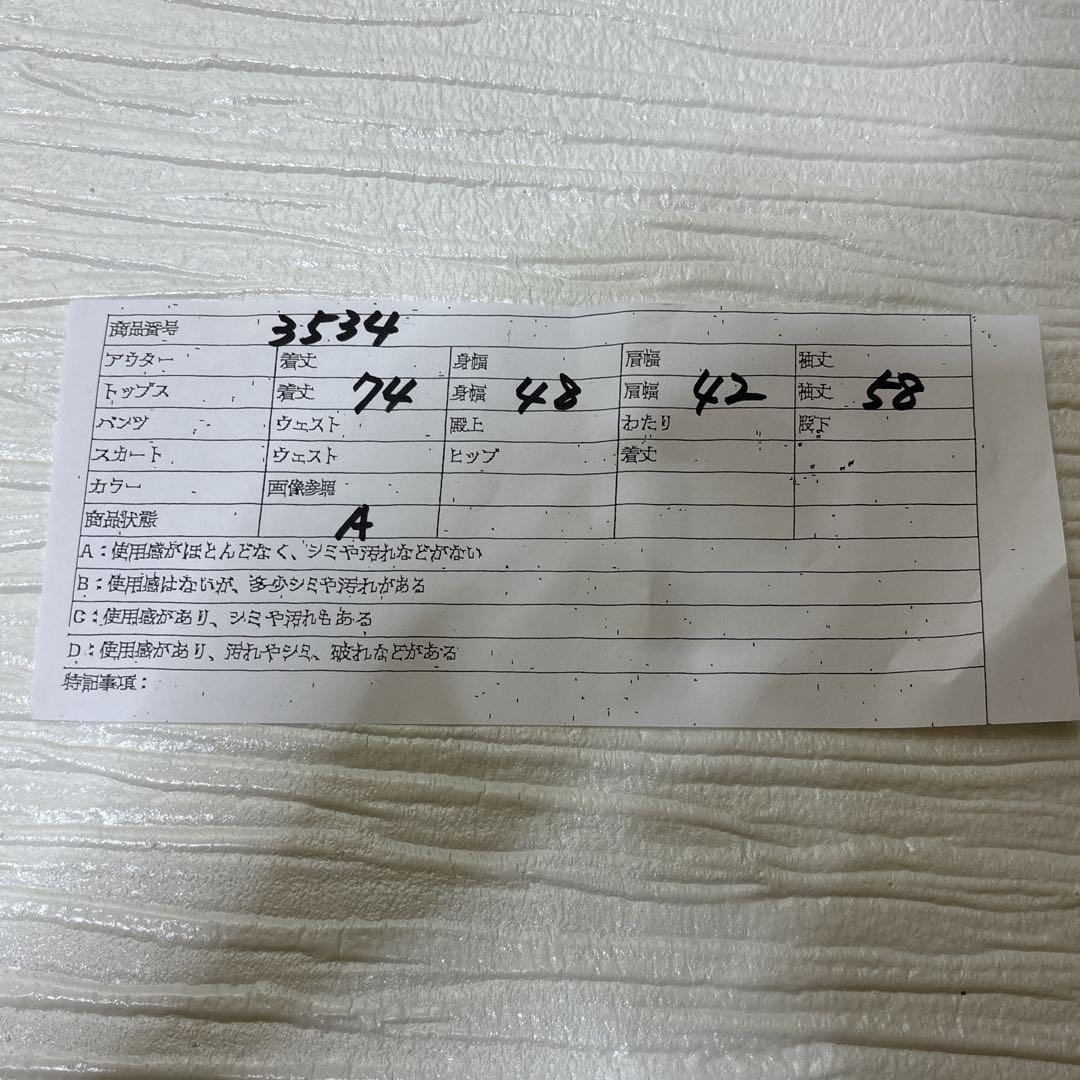 商品番号 3534
アウター 着丈 身幅 肩幅 袖丈
トップス 着丈 74 身幅 48 肩幅 42 袖丈 58
パンツ ウェスト 股上 わたり 股下
スカート ウェスト ヒップ 着丈
カラー 画像参照
商品状態 A
A:使用感がほとんどなく、シミや汚れなどがない
B:使用感はないが、多少シミや汚れがある
C:使用感があり、シミや汚れもある
D:使用感があり、汚れやシミ、破れなどがある
特記事項: